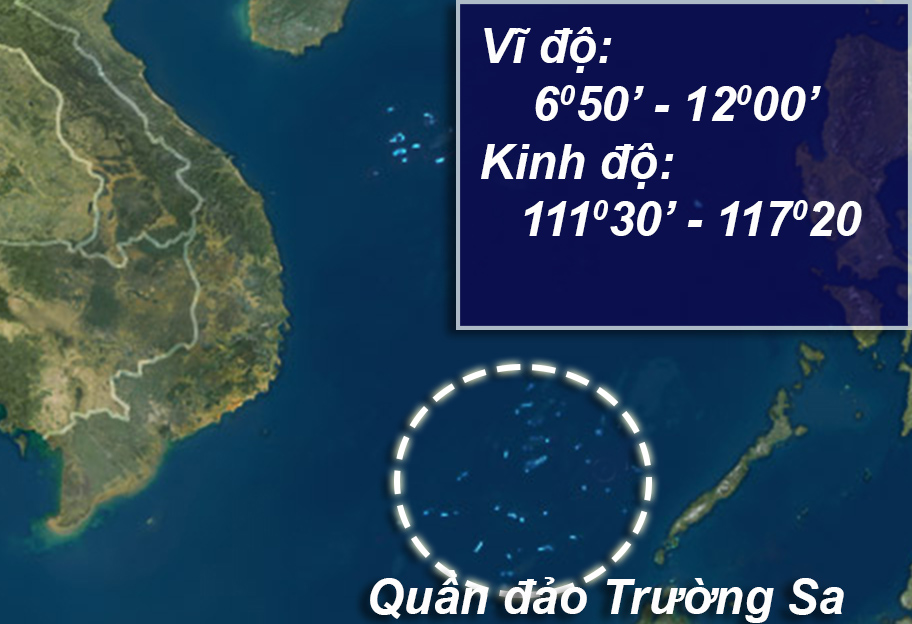 Vĩ độ:
6⁰50’ - 12⁰00’
Kinh độ:
111⁰30’ - 117⁰20
Quần đảo Trường Sa